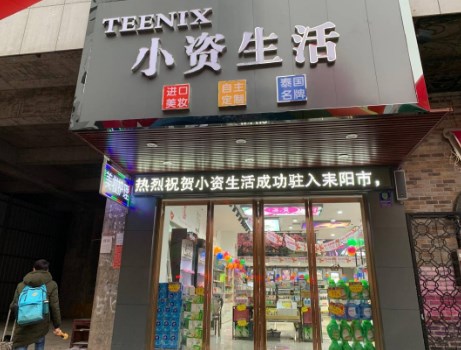 TEENIX
小资生活
进口
美妆
自主
定制
泰国
名牌
热烈祝贺小资生活成功驻入耒阳市，